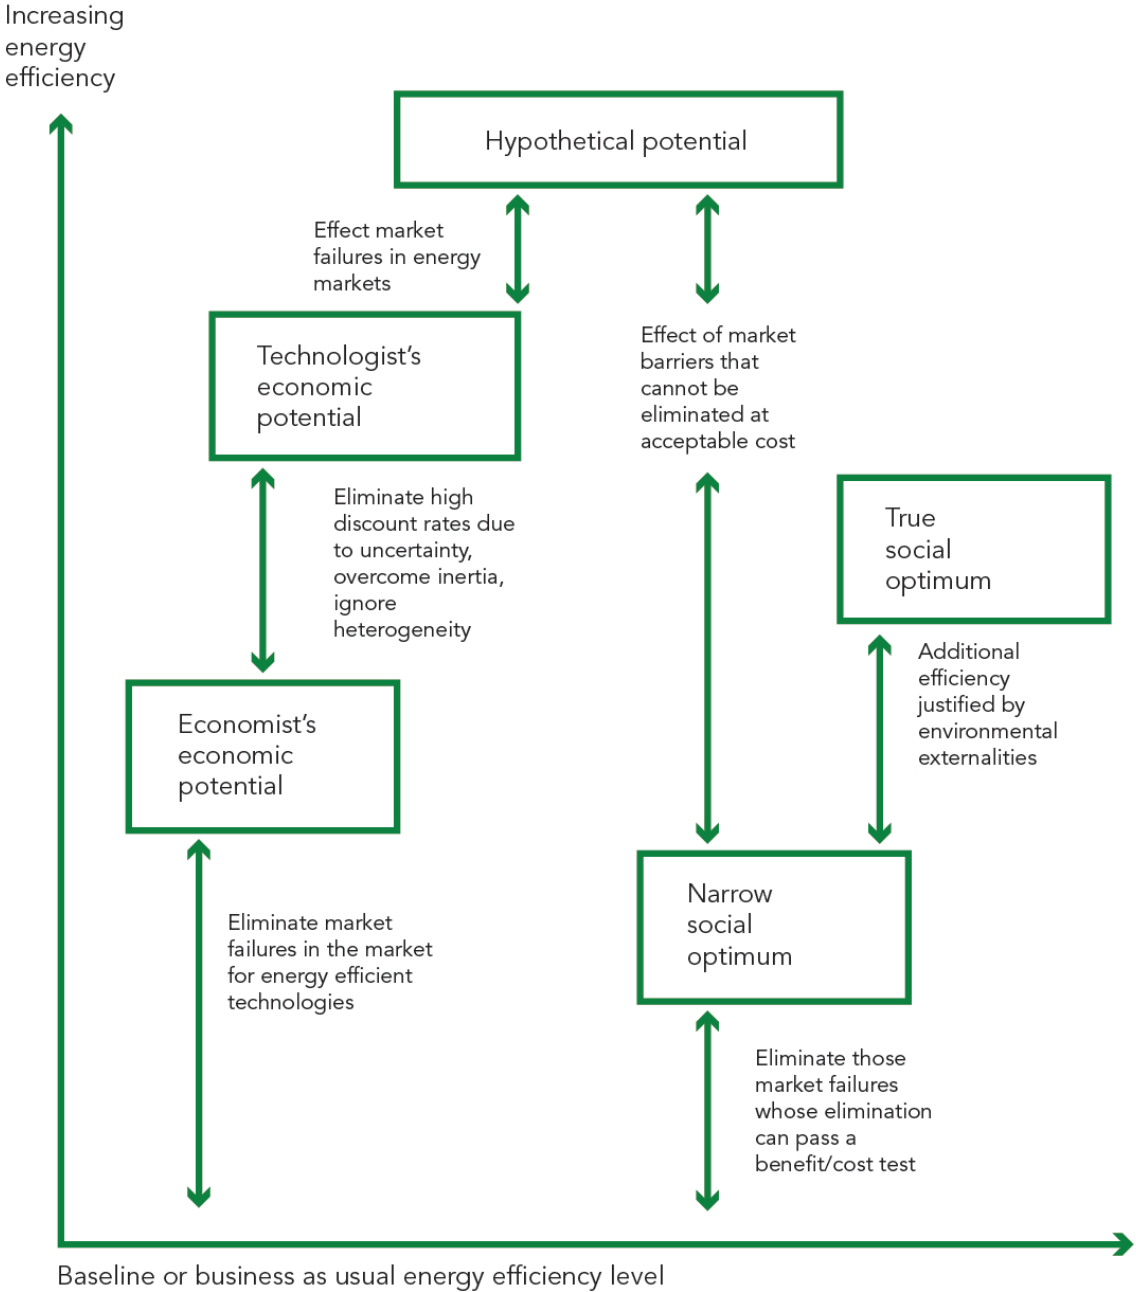 Increasing
energy
efficiency
Hypothetical potential
Effect market
failures in energy
markets
Technologist's
economic
potential
Effect of market
barriers that
cannot be
eliminated at
acceptable cost
Eliminate high
discount rates due
to uncertainty,
overcome inertia,
ignore
heterogeneity
True
social
optimum
Additional
efficiency
justified by
environmental
externalities
Economist's
economic
potential
Narrow
social
optimum
Eliminate market
failures in the market
for energy efficient
technologies
Eliminate those
market failures
whose elimination
can pass a
benefit/cost test
Baseline or business as usual energy efficiency level